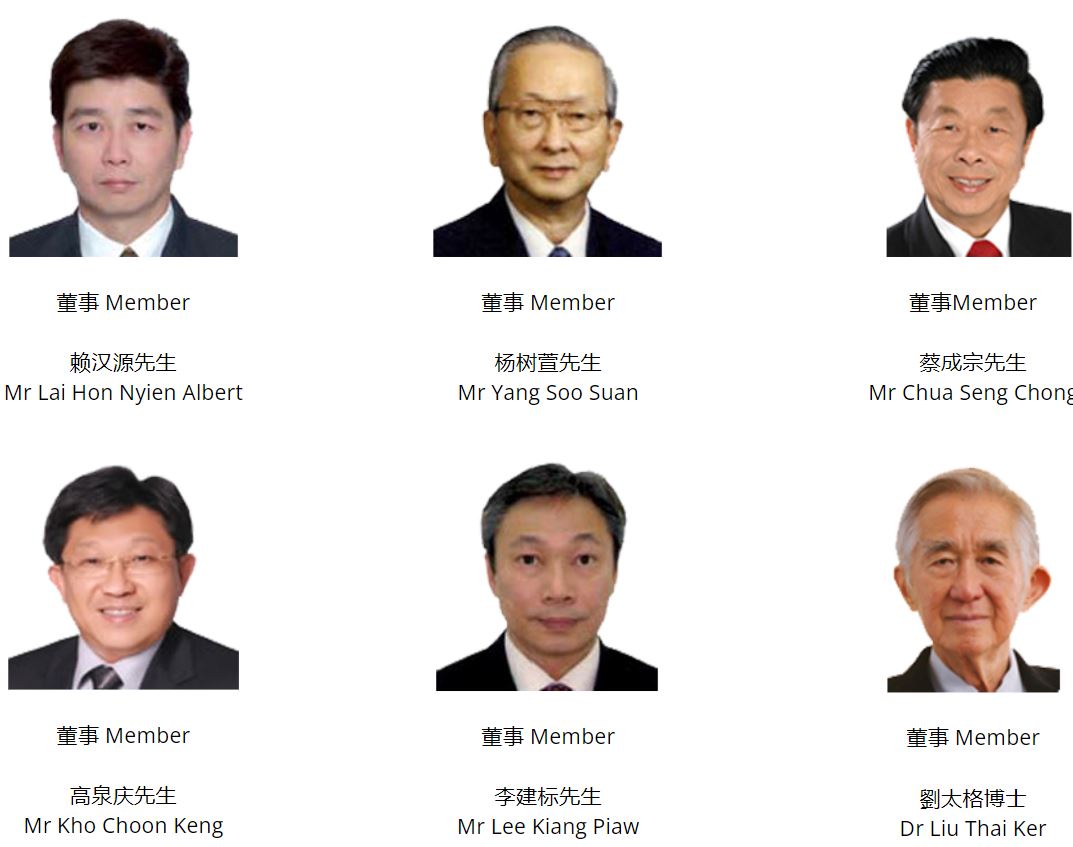 董事 Member
赖汉源先生
Mr Lai Hon Nyien Albert
董事 Member
杨树萱先生
Mr Yang Soo Suan
董事Member
蔡成宗先生
Mr Chua Seng Chong
董事 Member
高泉庆先生
Mr Kho Choon Keng
董事 Member
李建标先生
Mr Lee Kiang Piaw
董事 Member
劉太格博士
Dr Liu Thai Ker